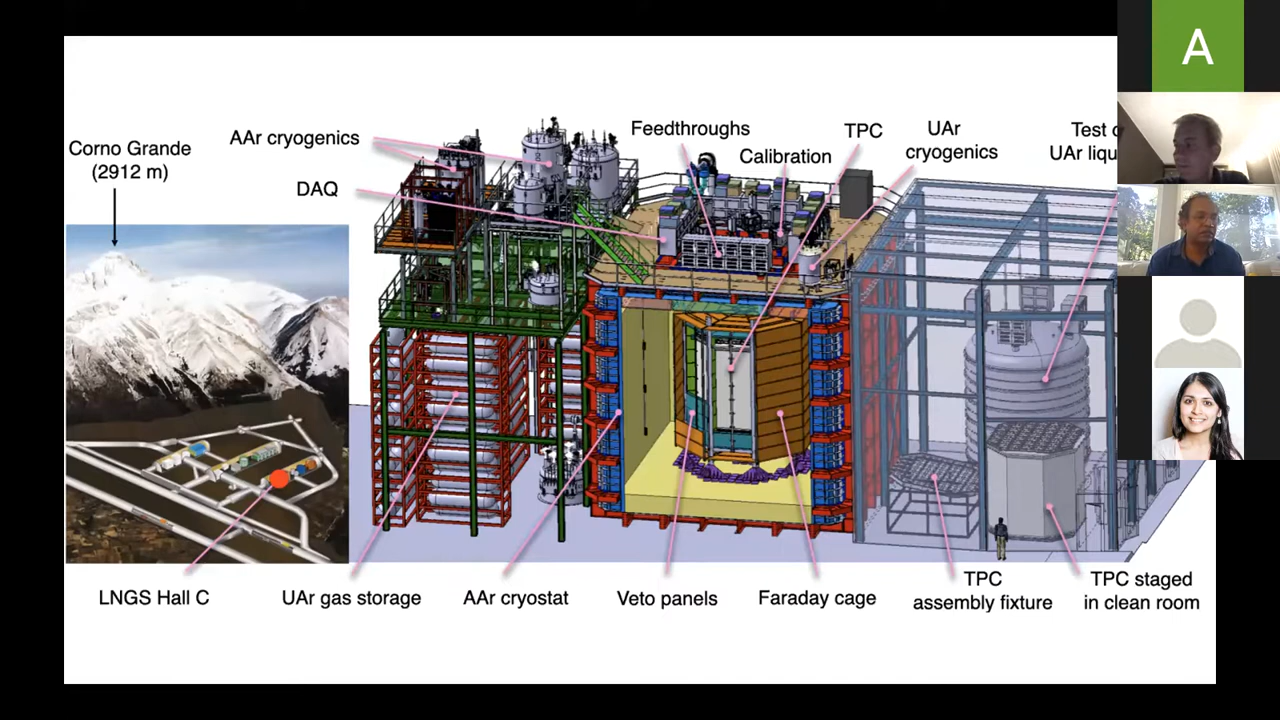 A
Corno Grande
(2912 m)
AAr cryogenics
DAQ
Feedthroughs
Calibration
TPC
UAr
cryogenics
Test
UAr
LNGS Hall C
UAr gas storage
AAr cryostat
Veto panels
Faraday cage
TPC
assembly fixture
TPC staged
in clean room